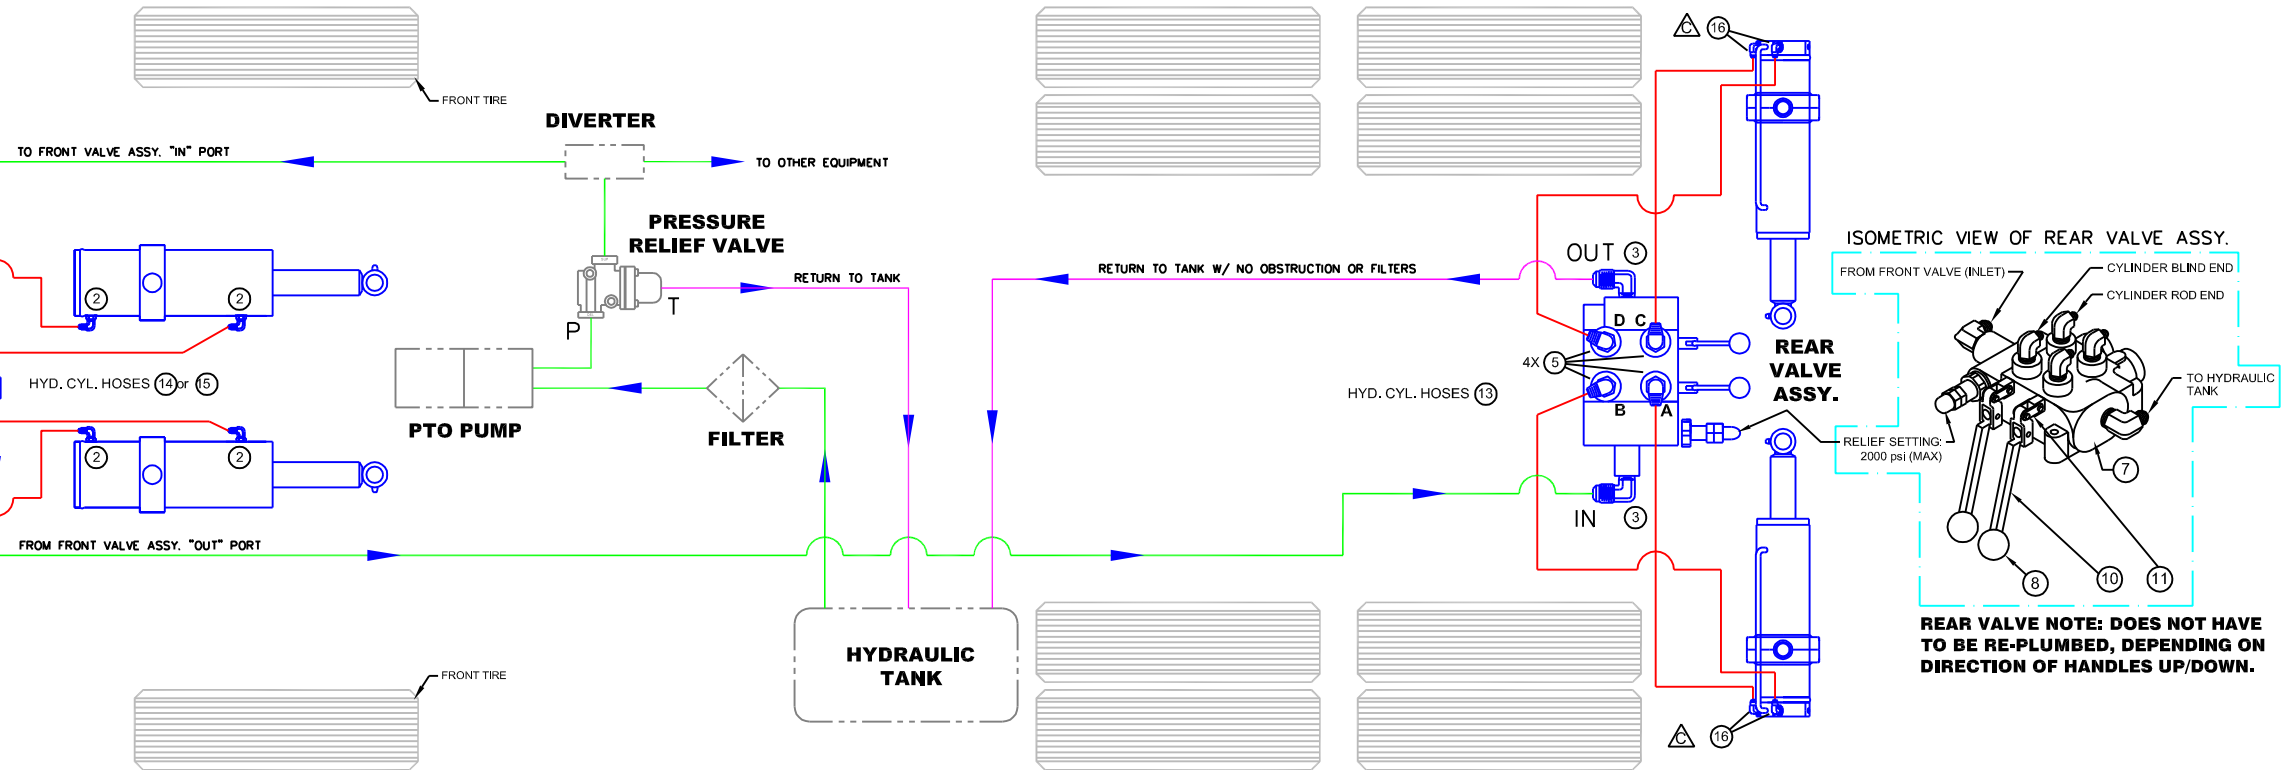 FRONT TIRE
DIVERTER
TO FRONT VALVE ASSY. "IN" PORT
TO OTHER EQUIPMENT
PRESSURE
RELIEF VALVE
RETURN TO TANK
T
P
2
2
HYD. CYL. HOSES 14 or 15
2
2
PTO PUMP
FILTER
FROM FRONT VALVE ASSY. "OUT" PORT
FRONT TIRE
HYDRAULIC
TANK
RETURN TO TANK W/ NO OBSTRUCTION OR FILTERS
C 16
OUT 3
D C
4X 5
HYD. CYL. HOSES 13
B A
IN 3
REAR
VALVE
ASSY.
C 16
ISOMETRIC VIEW OF REAR VALVE ASSY.
FROM FRONT VALVE (INLET)
CYLINDER BLIND END
CYLINDER ROD END
TO HYDRAULIC
TANK
RELIEF SETTING:
2000 psi (MAX)
7
8
10
11
REAR VALVE NOTE: DOES NOT HAVE
TO BE RE-PLUMBED, DEPENDING ON
DIRECTION OF HANDLES UP/DOWN.